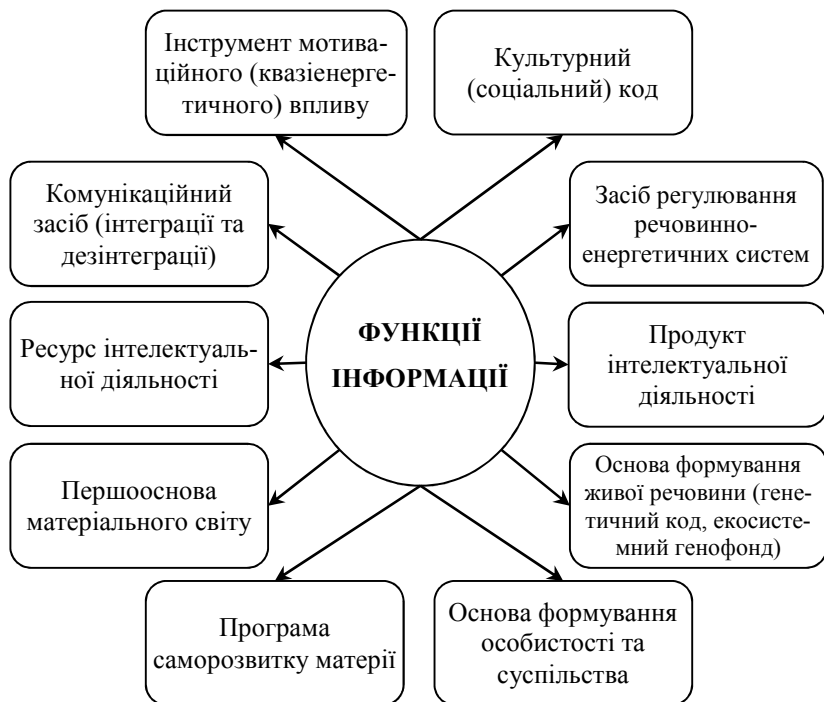 Інструмент мотива-
ційного (квазіенерге-
тичного) впливу
Культурний
(соціальний) код
Комунікаційний
засіб (інтеграції та
дезінтеграції)
Засіб регулювання
речовинно-
енергетичних систем
ФУНКЦІЇ
ІНФОРМАЦІЇ
Ресурс інтелектуаль-
ної діяльності
Продукт
інтелектуальної
діяльності
Першооснова
матеріального світу
Основа формування
живої речовини (гене-
тичний код, екосисте-
мний генофонд)
Програма
саморозвитку матерії
Основа формування
особистості та
суспільства